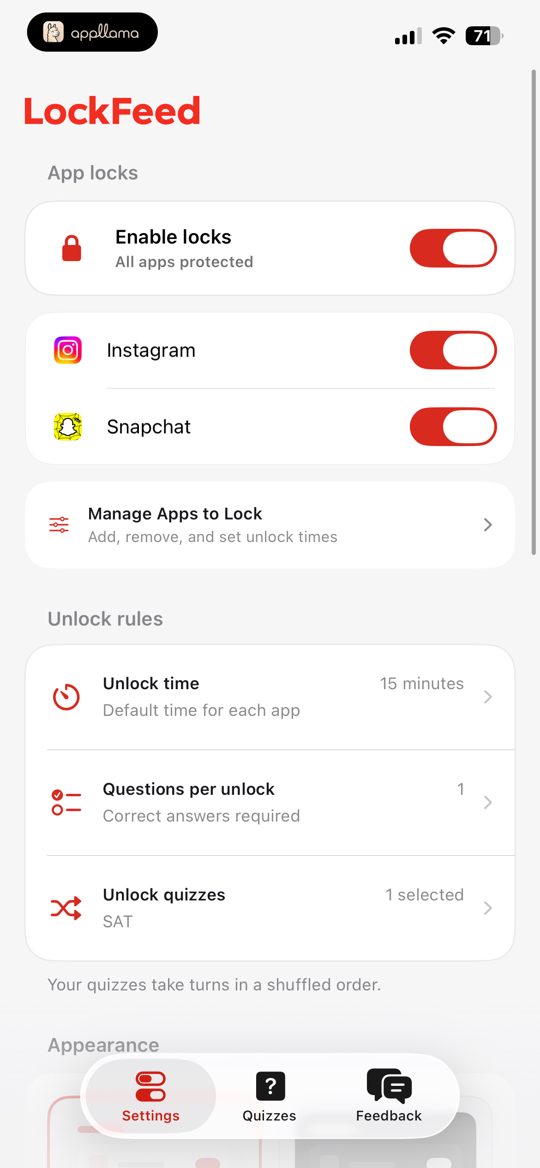 appllama
71
LockFeed
App locks
Enable locks
All apps protected
Instagram
Snapchat
Manage Apps to Lock
Add, remove, and set unlock times
Unlock rules
Unlock time
15 minutes
Default time for each app
Questions per unlock
1
Correct answers required
Unlock quizzes
1 selected
SAT
Your quizzes take turns in a shuffled order.
Appearance
?
Settings
Quizzes
Feedback